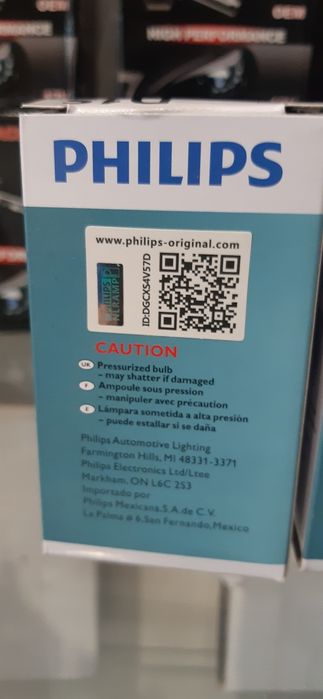 HIGH PERFORMANCE
PHILIPS
www.philips-original.com
PHILIPS
ID:DGCXS4V57D
CAUTION
UK Pressurized bulb
– may shatter if damaged
F Ampoule sous pression
– manipuler avec précaution
E Lámpara sometida a alta presión
– puede estallar si se daña
Philips Automotive Lighting
Farmington Hills, MI 48331-3371
Philips Electronics Ltd/Ltee
Markham, ON L6C 2S3
Importado por
Philips Mexicana, S.A. de C.V.
La Palma # 6, San Fernando, Mexico